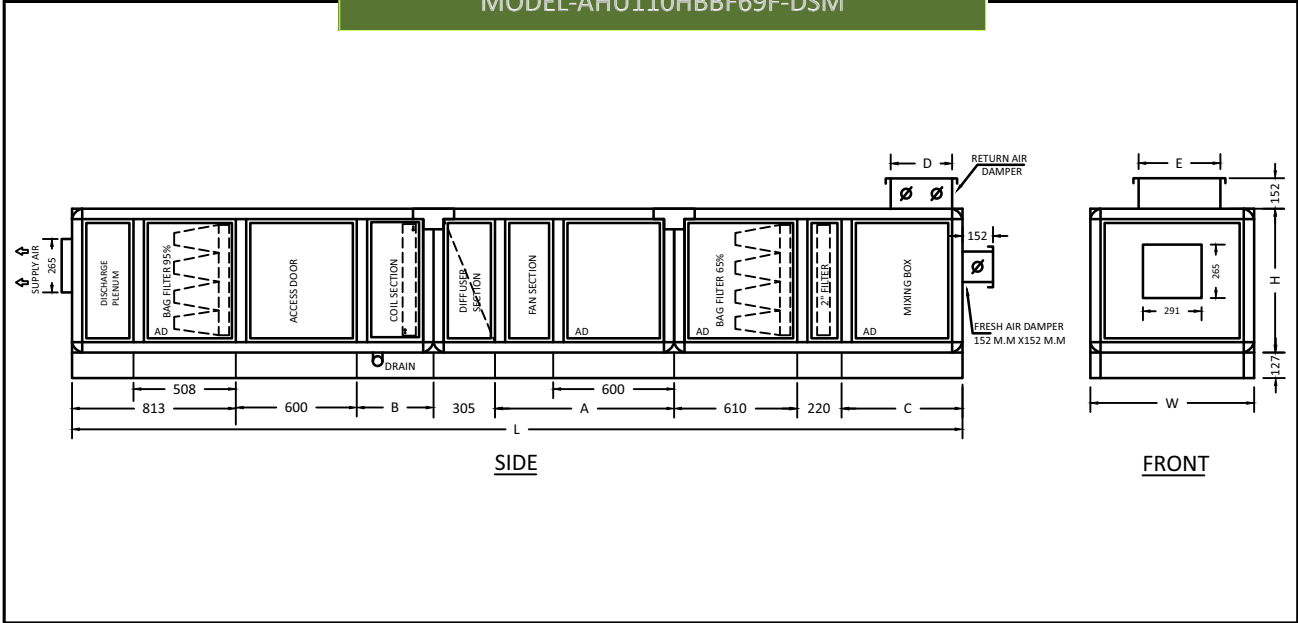 MODEL-AHU110HBBF69F-DSM
D
RETURN AIR
DAMPER
152
SUPPLY AIR
265
DISCHARGE
PLENUM
BAG FILTER 95%
AD
ACCESS DOOR
COIL SECTION
DRAIN
DIFFUSER
SECTION
FAN SECTION
AD
BAG FILTER 65%
AD
2" FILTER
MIXING BOX
AD
FRESH AIR DAMPER
152 M.M X152 M.M
508
600
813
600
B
305
A
610
220
C
L
SIDE
E
152
H
265
291
127
W
FRONT